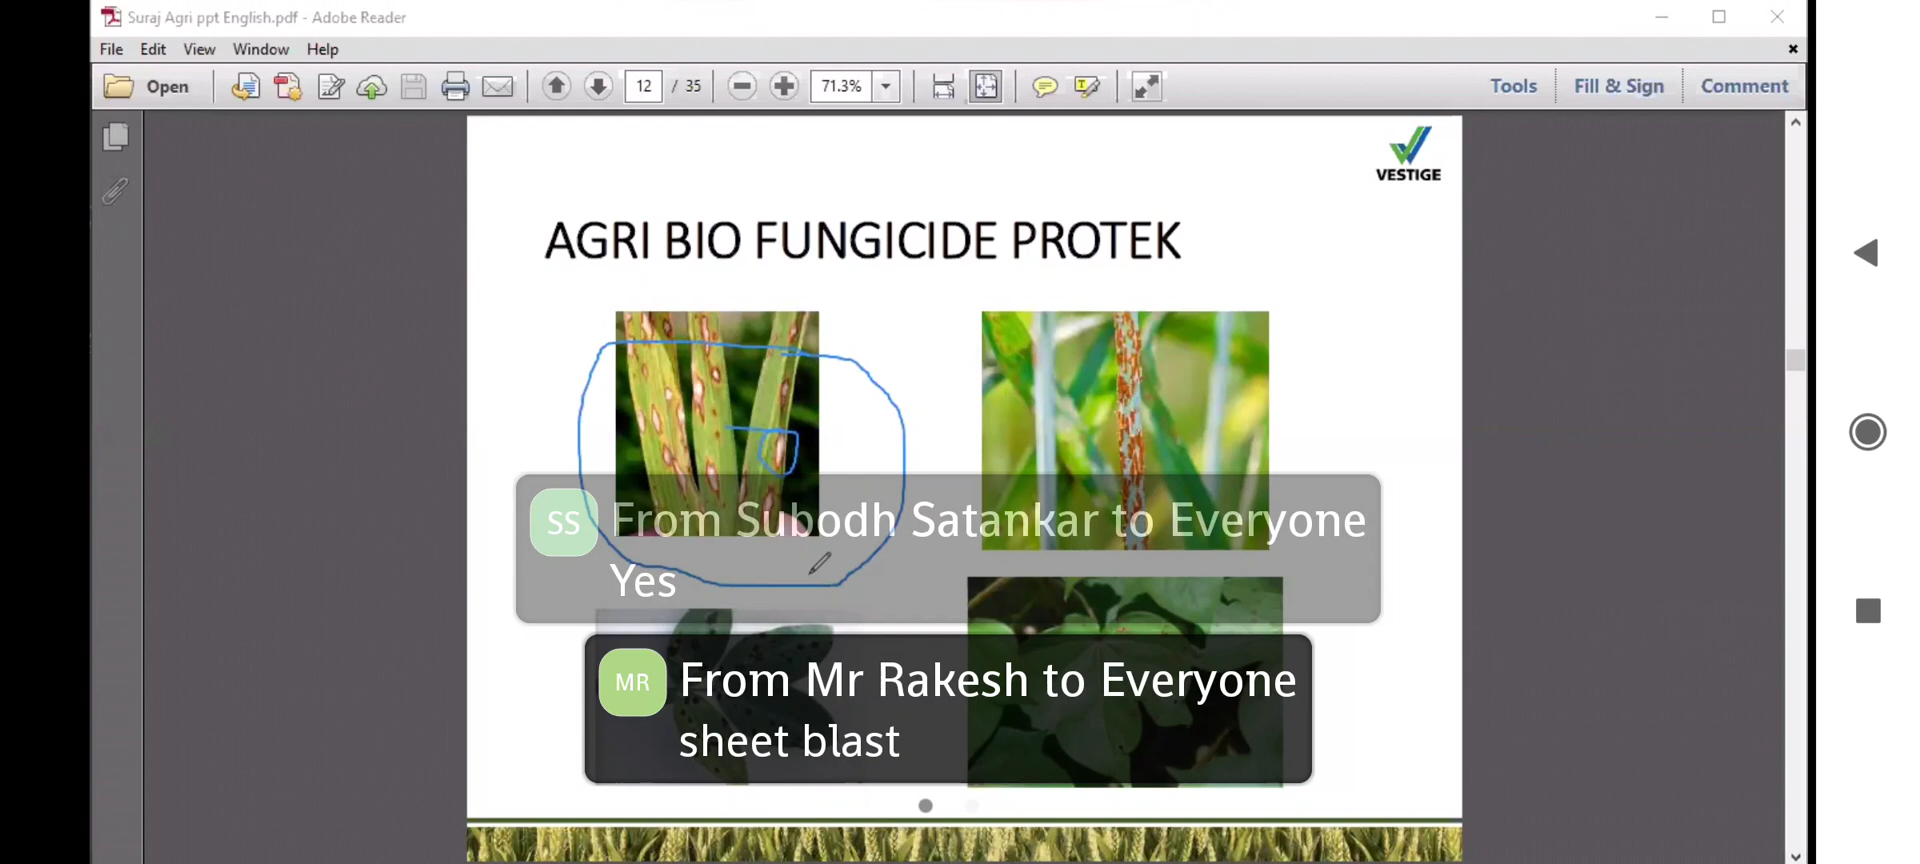 Suraj Agri ppt English.pdf - Adobe Reader
File Edit View Window Help
Open 12 / 35 71.3% Tools Fill & Sign Comment
VESTIGE
AGRI BIO FUNGICIDE PROTEK
SS From Subodh Satankar to Everyone
Yes
MR From Mr Rakesh to Everyone
sheet blast